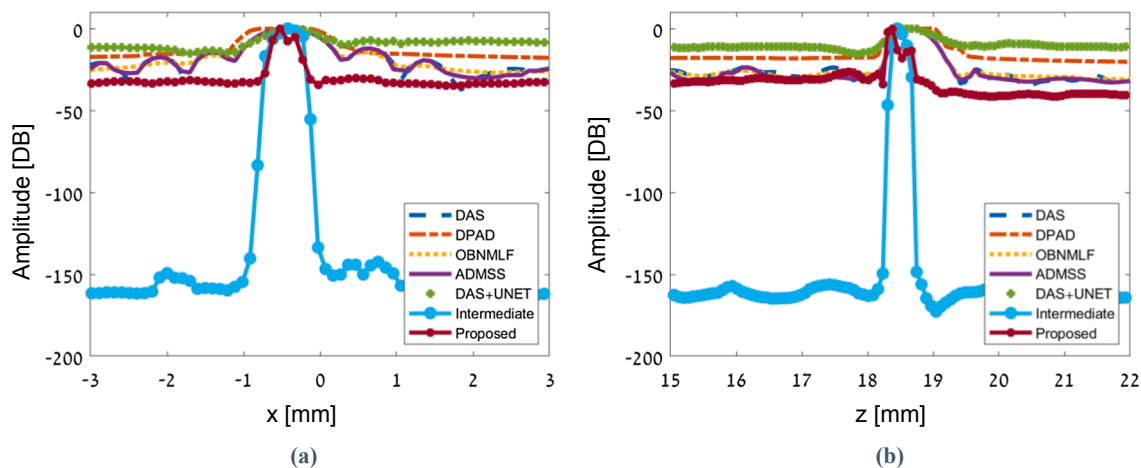 0
-50
-100
-150
-200
Amplitude [DB]
-3
-2
-1
0
1
2
3
x [mm]
DAS
DPAD
OBNMLF
ADMSS
DAS+UNET
Intermediate
Proposed
(a)
0
-50
-100
-150
-200
Amplitude [DB]
15
16
17
18
19
20
21
22
z [mm]
DAS
DPAD
OBNMLF
ADMSS
DAS+UNET
Intermediate
Proposed
(b)